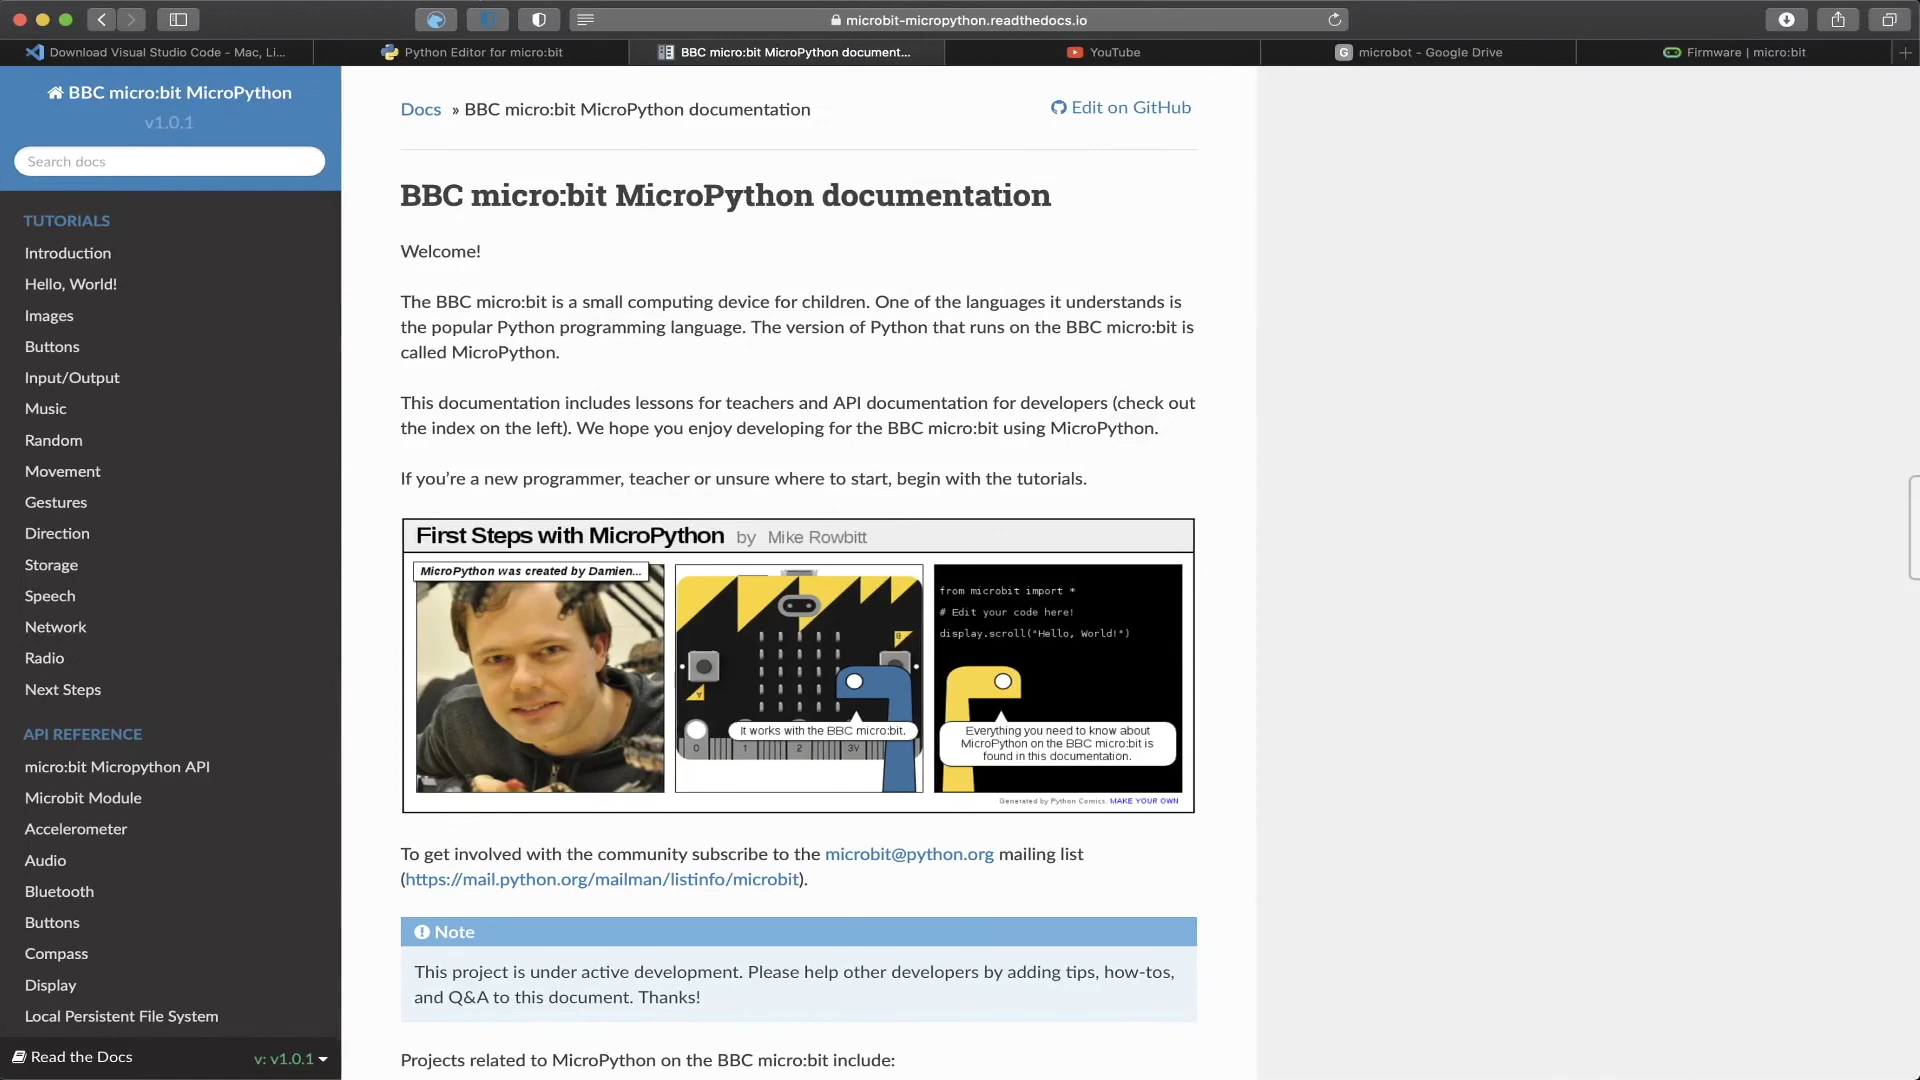 microbit-micropython.readthedocs.io
Download Visual Studio Code - Mac, Li...
Python Editor for micro:bit
BBC micro:bit MicroPython document...
YouTube
G microbot - Google Drive
Firmware | micro:bit
BBC micro:bit MicroPython
v1.0.1
Search docs
TUTORIALS
Introduction
Hello, World!
Images
Buttons
Input/Output
Music
Random
Movement
Gestures
Direction
Storage
Speech
Network
Radio
Next Steps
API REFERENCE
micro:bit Micropython API
Microbit Module
Accelerometer
Audio
Bluetooth
Buttons
Compass
Display
Local Persistent File System
Read the Docs
v: v1.0.1
Docs » BBC micro:bit MicroPython documentation
Edit on GitHub
BBC micro:bit MicroPython documentation
Welcome!
The BBC micro:bit is a small computing device for children. One of the languages it understands is
the popular Python programming language. The version of Python that runs on the BBC micro:bit is
called MicroPython.
This documentation includes lessons for teachers and API documentation for developers (check out
the index on the left). We hope you enjoy developing for the BBC micro:bit using MicroPython.
If you’re a new programmer, teacher or unsure where to start, begin with the tutorials.
First Steps with MicroPython by Mike Rowbitt
MicroPython was created by Damien...
B
A
It works with the BBC micro:bit.
0 1 2 3V
from microbit import *
# Edit your code here!
display.scroll("Hello, World!")
Everything you need to know about
MicroPython on the BBC micro:bit is
found in this documentation.
Generated by Python Comics. MAKE YOUR OWN
To get involved with the community subscribe to the microbit@python.org mailing list
(https://mail.python.org/mailman/listinfo/microbit).
Note
This project is under active development. Please help other developers by adding tips, how-tos,
and Q&A to this document. Thanks!
Projects related to MicroPython on the BBC micro:bit include: